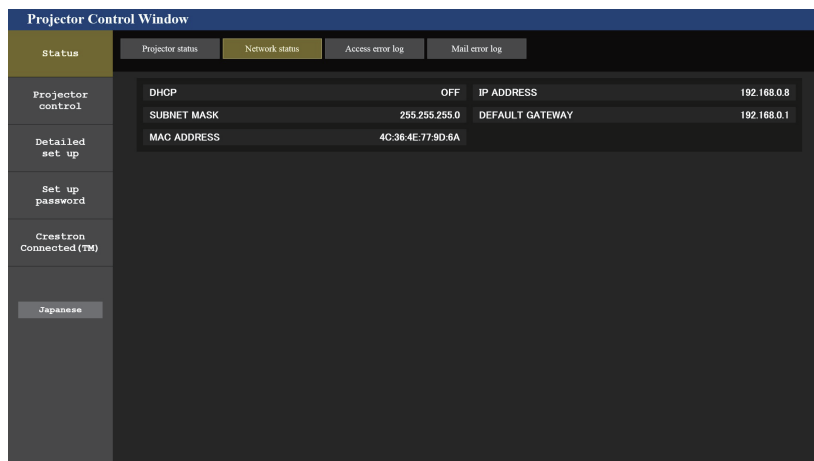 Projector Control Window
Status
Projector status
Network status
Access error log
Mail error log
Projector
control
Detailed
set up
Set up
password
Crestron
Connected(TM)
Japanese
DHCP OFF IP ADDRESS 192.168.0.8
SUBNET MASK 255.255.255.0 DEFAULT GATEWAY 192.168.0.1
MAC ADDRESS 4C:36:4E:77:9D:6A